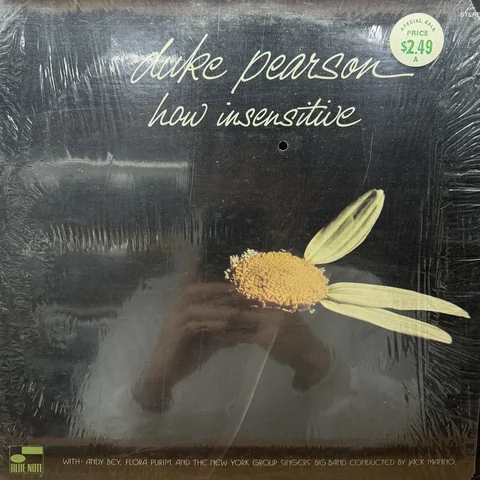 SPECIAL SALE
PRICE
$2.49
A
STEREO
duke pearson
how insensitive
BLUE NOTE
WITH- ANDY BEY, FLORA PURIM, AND THE NEW YORK GROUP SINGERS' BIG BAND CONDUCTED BY JACK MANNO.